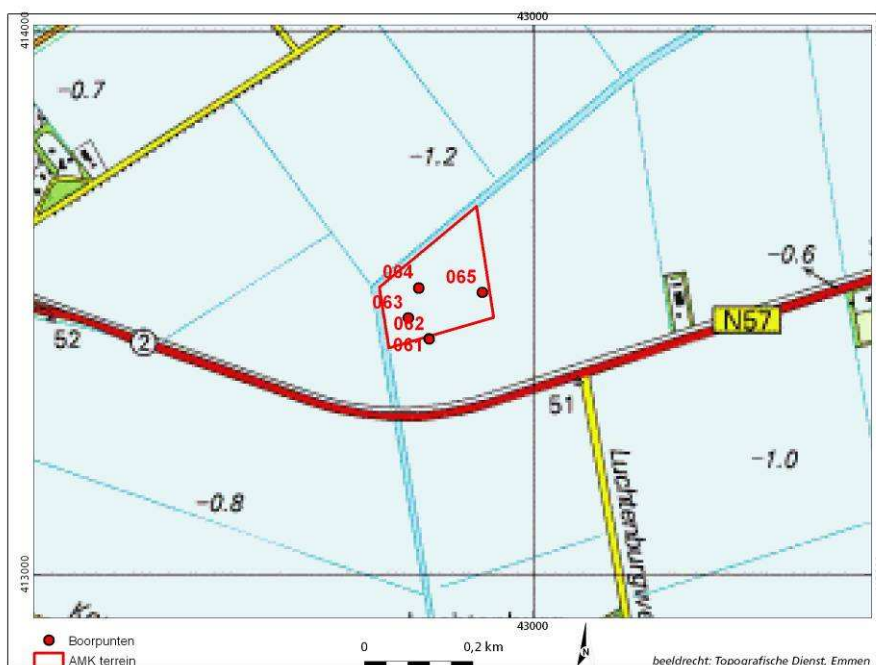 43000
414000
-0.7
-1.2
064
065
-0.6
063
062
52
2
N57
061
51
Luchtenburgwe
-1.0
-0.8
413000
43000
Boorpunten
0
0,2 km
N
AMK terrein
beeldrecht: Topografische Dienst, Emmen